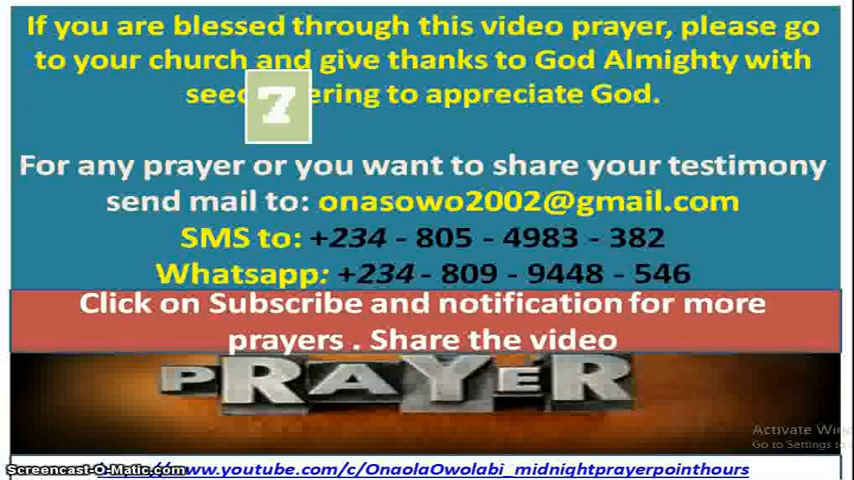 If you are blessed through this video prayer, please go
to your church and give thanks to God Almighty with
ering to appreciate God.
7
For any prayer or you want to share your testimony
send mail to: onasowo2002@gmail.com
SMS to: +234 - 805 - 4983 - 382
Whatsapp: +234 - 809 - 9448 - 546
Click on Subscribe and notification for more
prayers . Share the video
PRAYER
Activate Win
Go to Settings to
Screencast-O-Matic.com
www.youtube.com/c/OnaolaOwolabi_midnightprayerpointhours